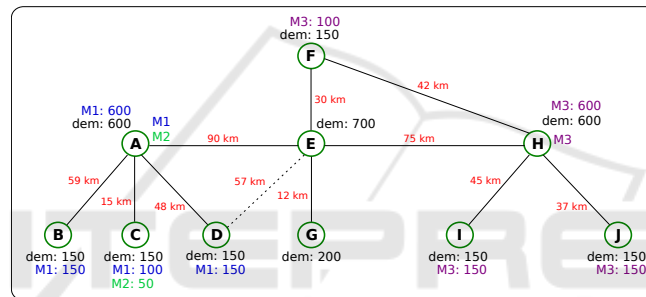 M3: 100
dem: 150
F
42 km
30 km
M1: 600
dem: 600
M1
M2
A
90 km
dem: 700
E
75 km
M3: 600
dem: 600
H
M3
59 km
15 km
48 km
57 km
12 km
45 km
37 km
B
C
D
G
I
J
dem: 150
M1: 150
dem: 150
M1: 100
M2: 50
dem: 150
M1: 150
dem: 200
dem: 150
M3: 150
dem: 150
M3: 150